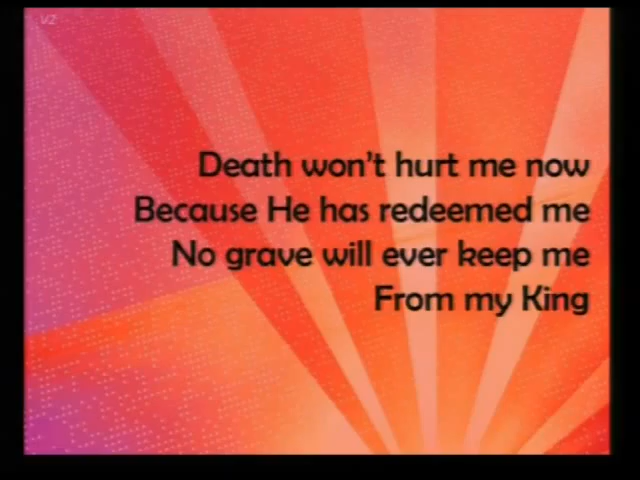 V2
Death won't hurt me now
Because He has redeemed me
No grave will ever keep me
From my King